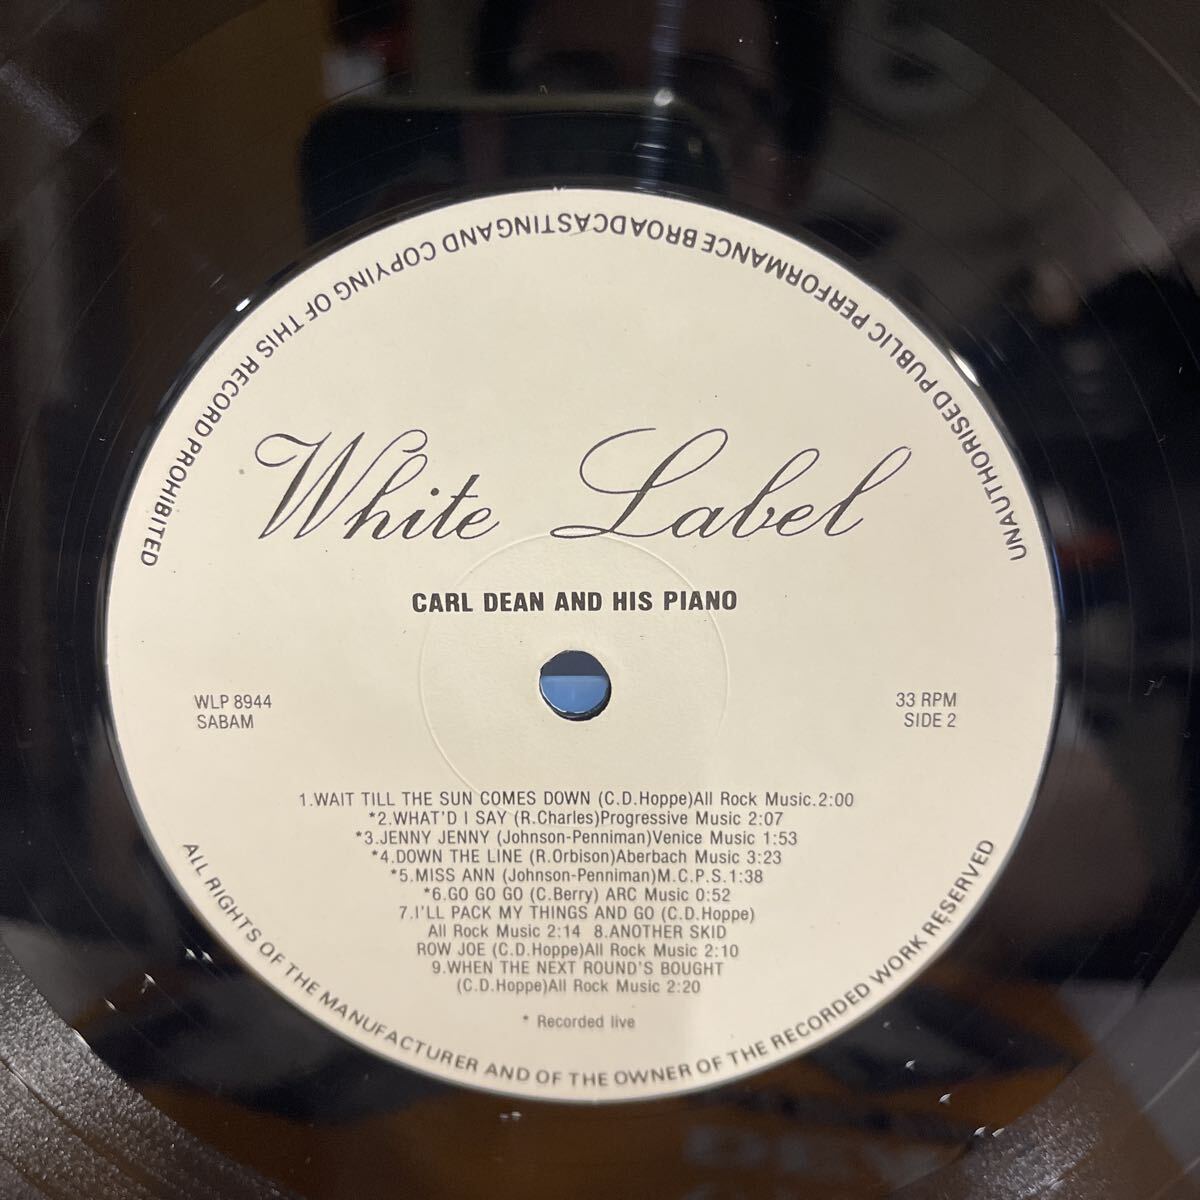 UNAUTHORISED PUBLIC PERFORMANCE BROADCASTING AND COPYING OF THIS RECORD PROHIBITED
White Label
CARL DEAN AND HIS PIANO
WLP 8944
SABAM
33 RPM
SIDE 2
1.WAIT TILL THE SUN COMES DOWN (C.D.Hoppe)All Rock Music.2:00
*2.WHAT'D I SAY (R.Charles)Progressive Music 2:07
*3.JENNY JENNY (Johnson-Penniman)Venice Music 1:53
*4.DOWN THE LINE (R.Orbison)Aberbach Music 3:23
*5.MISS ANN (Johnson-Penniman)M.C.P.S.1:38
*6.GO GO GO (C.Berry) ARC Music 0:52
7.I'LL PACK MY THINGS AND GO (C.D.Hoppe)
All Rock Music 2:14 8.ANOTHER SKID
ROW JOE (C.D.Hoppe)All Rock Music 2:10
9.WHEN THE NEXT ROUND'S BOUGHT
(C.D.Hoppe)All Rock Music 2:20
* Recorded live
ALL RIGHTS OF THE MANUFACTURER AND OF THE OWNER OF THE RECORDED WORK RESERVED